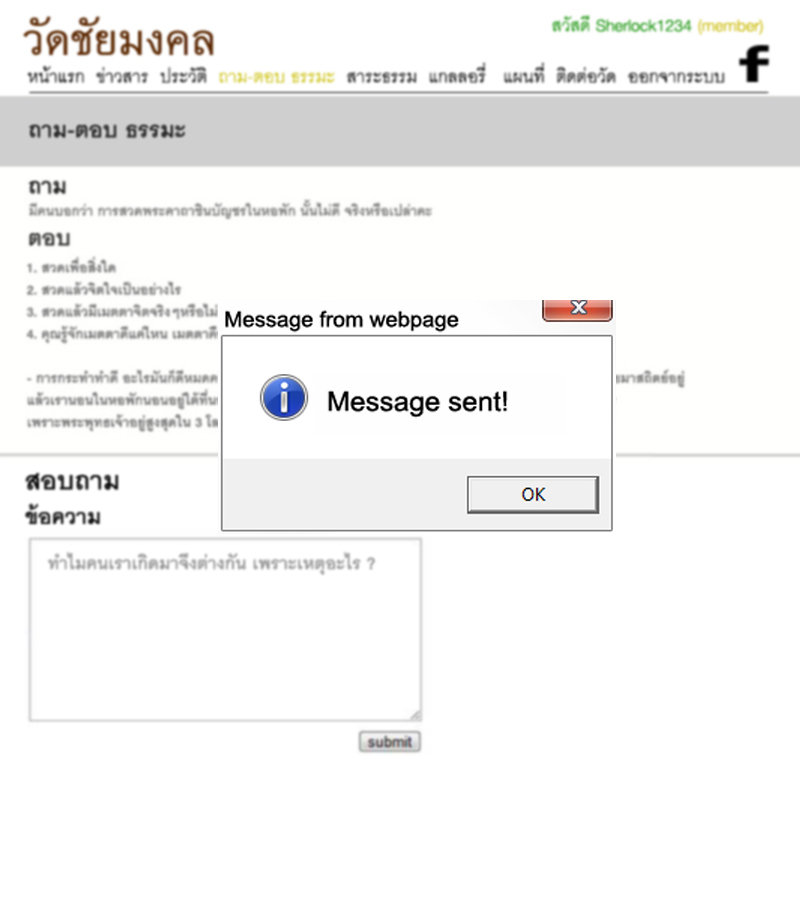 วัดชัยมงคล
สวัสดี Sherlock1234 (member)
หน้าแรก ข่าวสาร ประวัติ ถาม-ตอบ ธรรมะ สาระธรรม แกลลอรี่ แผนที่ ติดต่อวัด ออกจากระบบ f
ถาม-ตอบ ธรรมะ
ถาม
มีคนบอกว่า การสวดพระคาถาชินบัญชรในหอพัก นั้นไม่ดี จริงหรือเปล่าคะ
ตอบ
1. สวดเพื่อสิ่งใด
2. สวดแล้วจิตใจเป็นอย่างไร
3. สวดแล้วมีเมตตาจิตจริงๆหรือไม่
4. คุณรู้จักเมตตาดีแค่ไหน เมตตาคื
- การกระทำทำดี อะไรมันก็ดีหมดค ยมาสถิตย์อยู่
แล้วเรานอนในหอพักนอนอยู่ใต้ที่น
เพราะพระพุทธเจ้าอยู่สูงสุดใน 3 โล
Message from webpage
x
i
Message sent!
OK
สอบถาม
ข้อความ
ทำไมคนเราเกิดมาจึงต่างกัน เพราะเหตุอะไร ?
submit